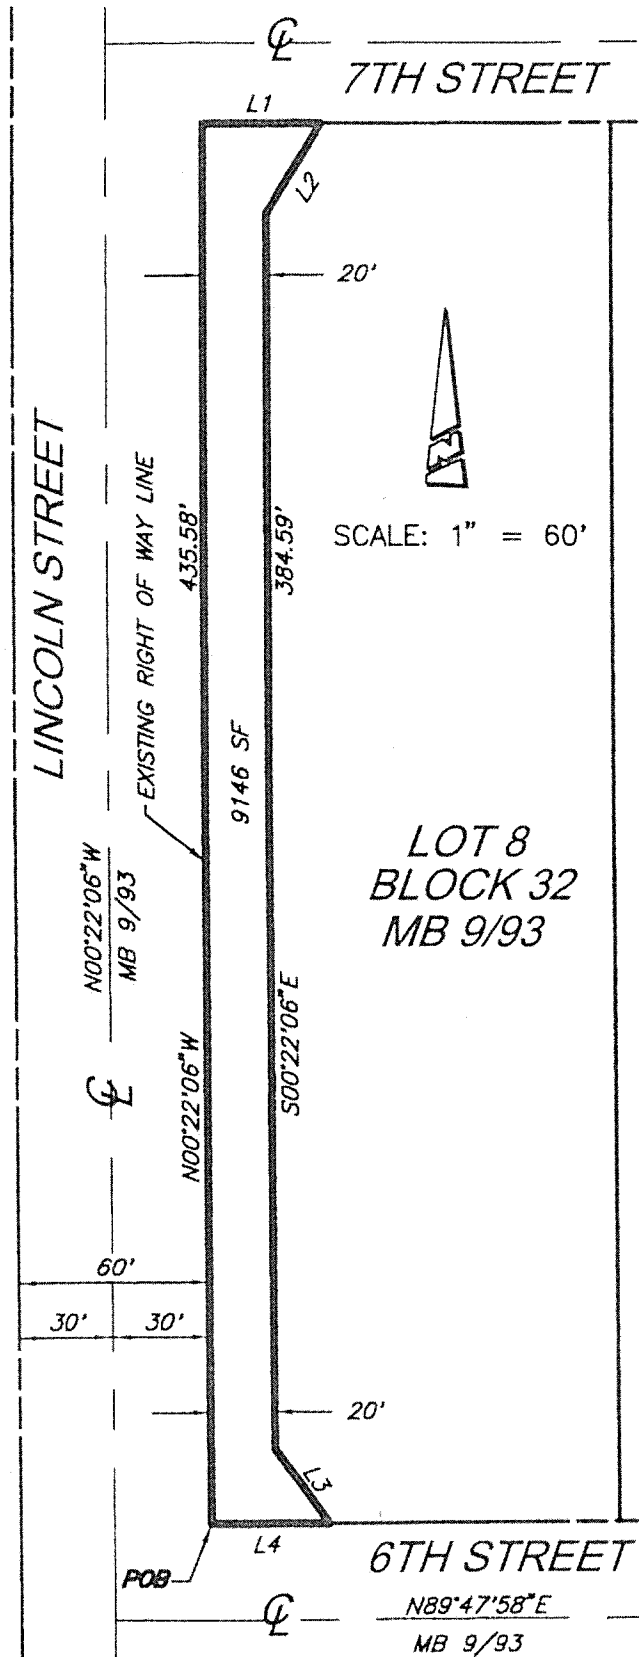 ℄
7TH STREET
L1
L2
20'
LINCOLN STREET
EXISTING RIGHT OF WAY LINE
435.58'
384.59'
N
SCALE: 1" = 60'
9146 SF
LOT 8
BLOCK 32
MB 9/93
N00°22'06"W
MB 9/93
℄
N00°22'06"W
S00°22'06"E
60'
30'
30'
20'
L3
L4
POB
6TH STREET
℄
N89°47'58"E
MB 9/93